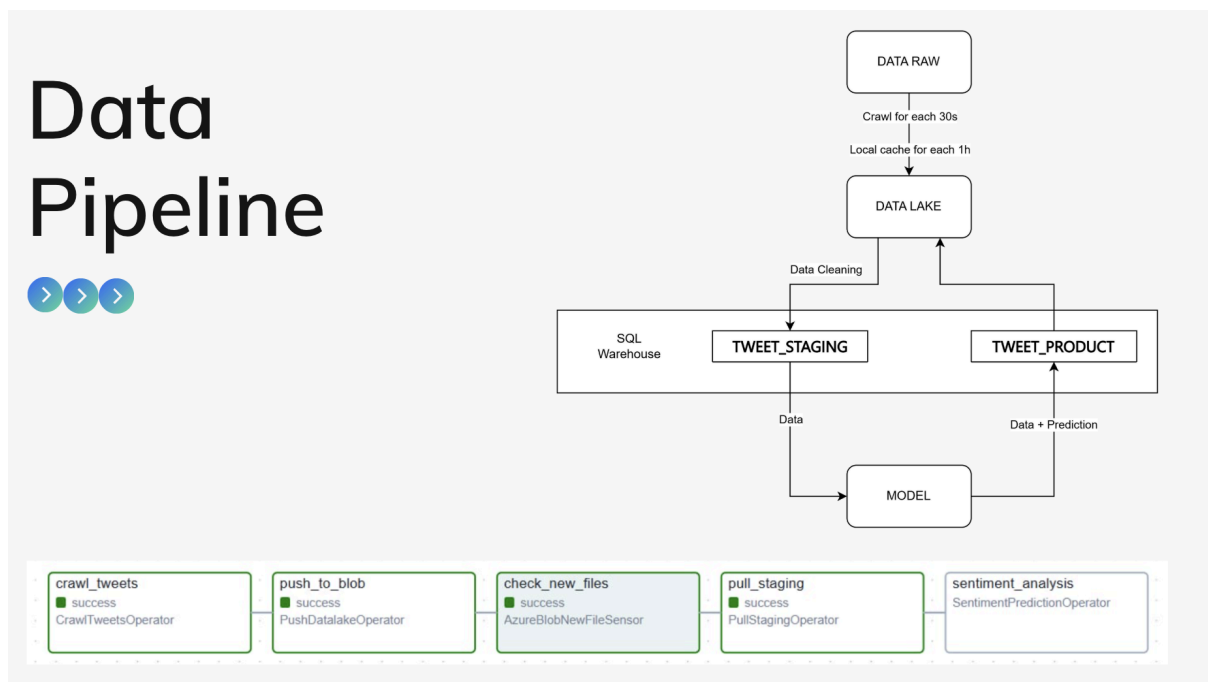 Data
Pipeline
DATA RAW
Crawl for each 30s
Local cache for each 1h
DATA LAKE
Data Cleaning
SQL
Warehouse
TWEET_STAGING
TWEET_PRODUCT
Data
Data + Prediction
MODEL
crawl_tweets
success
CrawlTweetsOperator
push_to_blob
success
PushDatalakeOperator
check_new_files
success
AzureBlobNewFileSensor
pull_staging
success
PullStagingOperator
sentiment_analysis
SentimentPredictionOperator